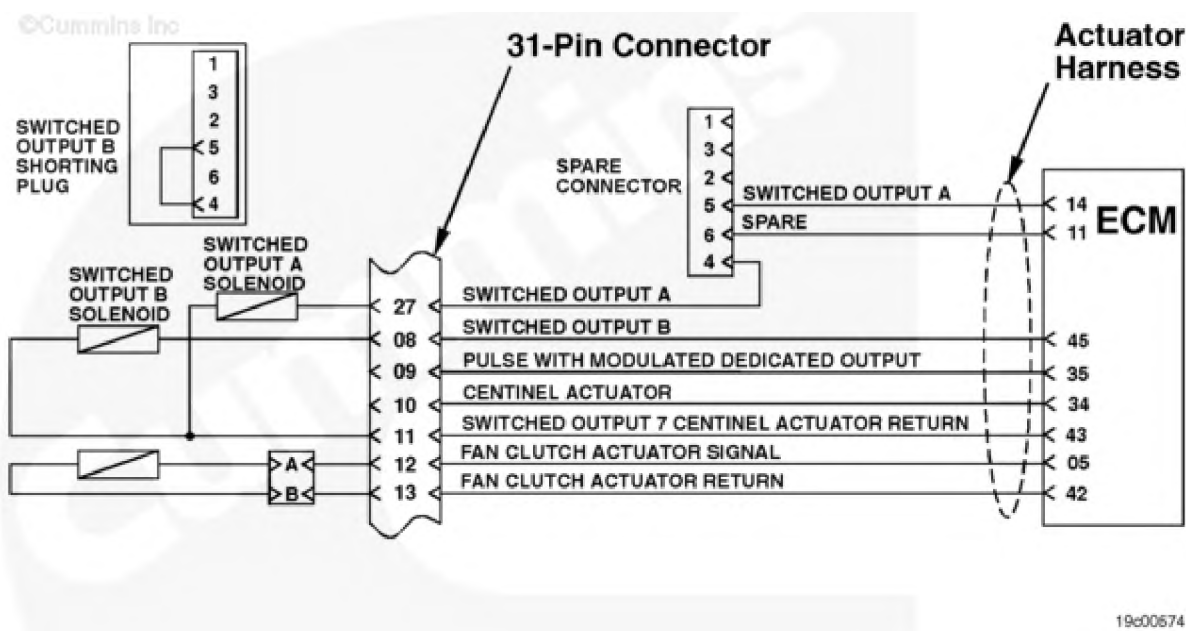 ©Cummins Inc
31-Pin Connector
Actuator
Harness
SWITCHED
OUTPUT B
SHORTING
PLUG
1
3
2
5
6
4
SPARE
CONNECTOR
1
3
2
5
6
4
SWITCHED OUTPUT A
SPARE
14
11
ECM
SWITCHED
OUTPUT A
SOLENOID
SWITCHED
OUTPUT B
SOLENOID
27
SWITCHED OUTPUT A
08
SWITCHED OUTPUT B
45
09
PULSE WITH MODULATED DEDICATED OUTPUT
35
10
CENTINEL ACTUATOR
34
11
SWITCHED OUTPUT 7 CENTINEL ACTUATOR RETURN
43
A
12
FAN CLUTCH ACTUATOR SIGNAL
05
B
13
FAN CLUTCH ACTUATOR RETURN
42
Cummins
19c00674